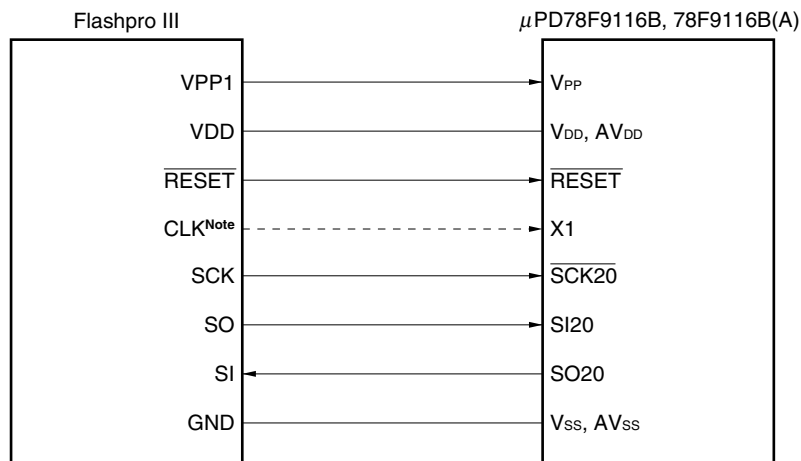 Flashpro III
μPD78F9116B, 78F9116B(A)
VPP1
VPP
VDD
VDD, AVDD
RESET
RESET
CLKNote
X1
SCK
SCK20
SO
SI20
SI
SO20
GND
VSS, AVSS